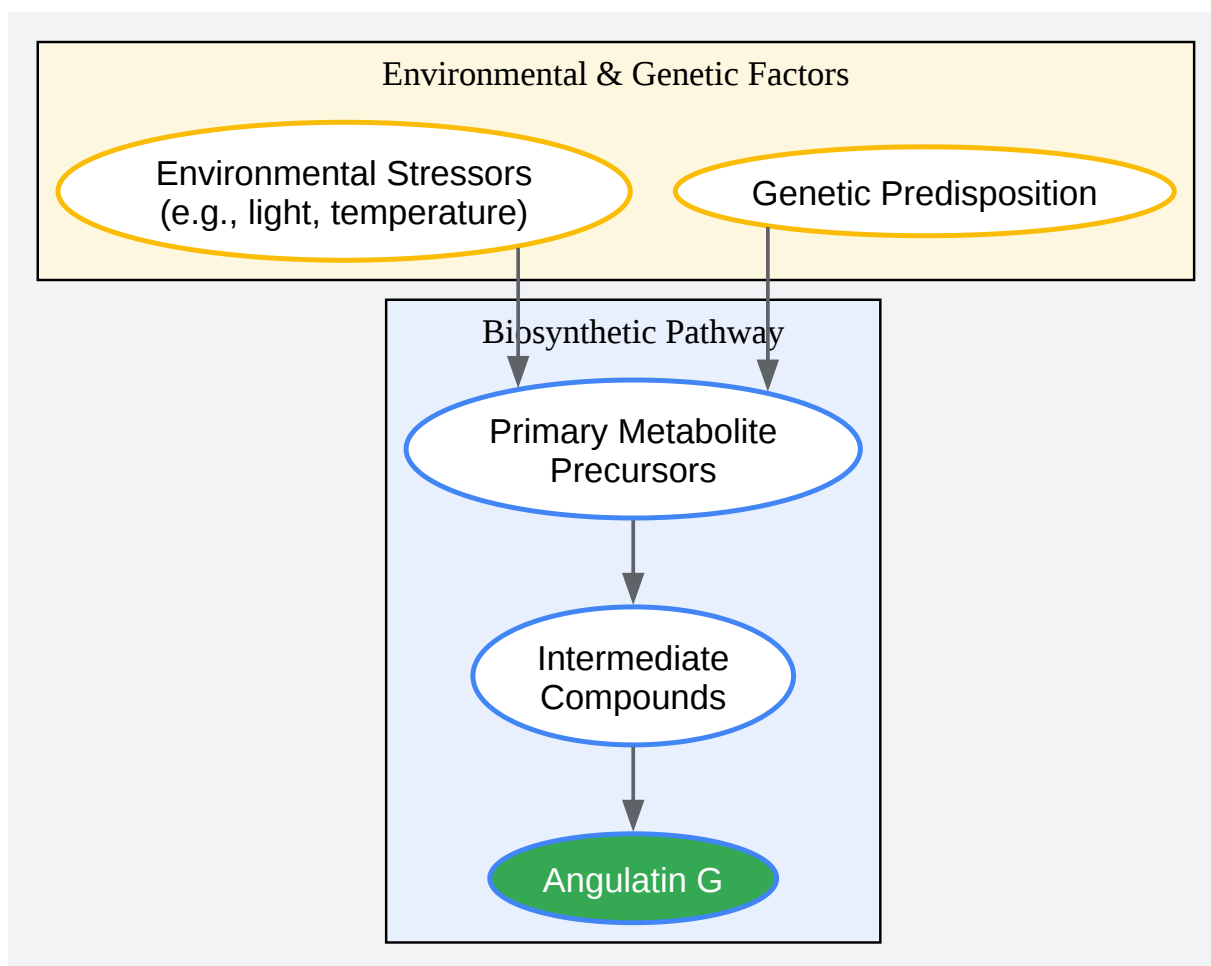 Environmental & Genetic Factors
Environmental Stressors
(e.g., light, temperature)
Genetic Predisposition
Biosynthetic Pathway
Primary Metabolite
Precursors
Intermediate
Compounds
Angulatin G